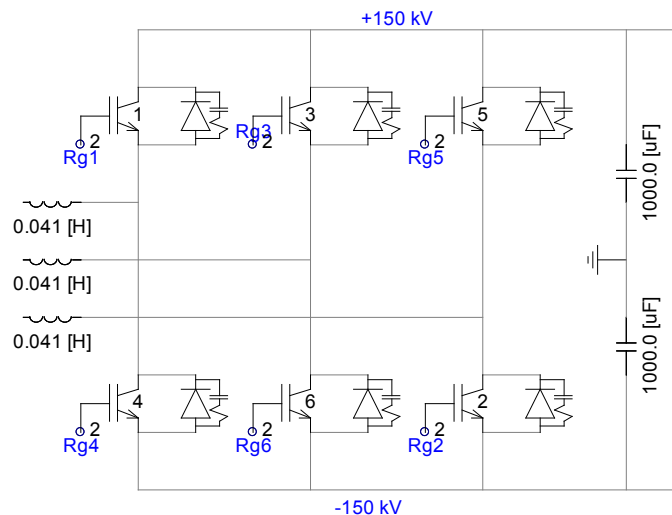 +150 kV
1
3
5
2
Rg1
2
Rg3
2
Rg5
1000.0 [uF]
0.041 [H]
0.041 [H]
0.041 [H]
1000.0 [uF]
4
6
2
2
Rg4
2
Rg6
2
Rg2
-150 kV